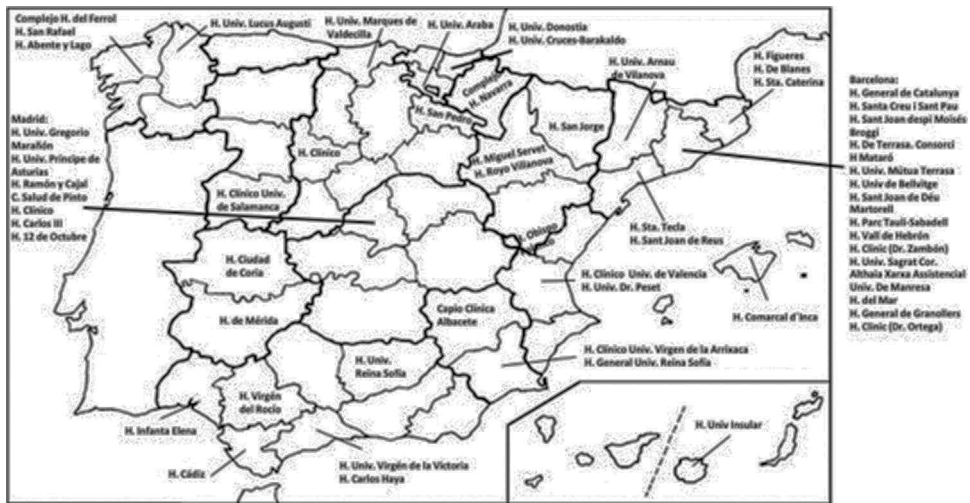 Complejo H. del Ferrol
H. San Rafael
H. Abente y Lago
H. Univ. Lucus Augusti
H. Univ. Marques de
Valdecilla
H. Univ. Araba
H. Univ. Donostia
H. Univ. Cruces-Barakaldo
Complejo
H. Navarra
H. San Pedro
H. Univ. Arnau
de Vilanova
H. Figueres
H. De Blanes
H. Sta. Caterina
Madrid:
H. Univ. Gregorio
Marañón
H. Univ. Príncipe de
Asturias
H. Ramón y Cajal
C. Salud de Pinto
H. Clínico
H. Carlos III
H. 12 de Octubre
H. Clínico
H. San Jorge
H. Miguel Servet
H. Royo Villanova
H. Clínico Univ.
de Salamanca
Barcelona:
H. General de Catalunya
H. Santa Creu i Sant Pau
H. Sant Joan despi Moisés
Broggi
H. De Terrasa. Consorci
H Mataró
H. Univ. Mútua Terrasa
H. Univ de Bellvitge
H. Sant Joan de Déu
Martorell
H. Parc Taulí-Sabadell
H. Vall de Hebrón
H. Clinic (Dr. Zambón)
H. Univ. Sagrat Cor.
Althaia Xarxa Assistencial
Univ. De Manresa
H. del Mar
H. General de Granollers
H. Clinic (Dr. Ortega)
H. Sta. Tecla
H. Sant Joan de Reus
Obispo
H. Ciudad
de Coria
H. Clínico Univ. de Valencia
H. Univ. Dr. Peset
H. Comarcal d'Inca
H. de Mérida
Capio Clínica
Albacete
H. Clínico Univ. Virgen de la Arrixaca
H. General Univ. Reina Sofía
H. Univ.
Reina Sofía
H. Virgén
del Rocío
H. Infanta Elena
H. Cádiz
H. Univ. Virgén de la Victoria
H. Carlos Haya
H. Univ Insular